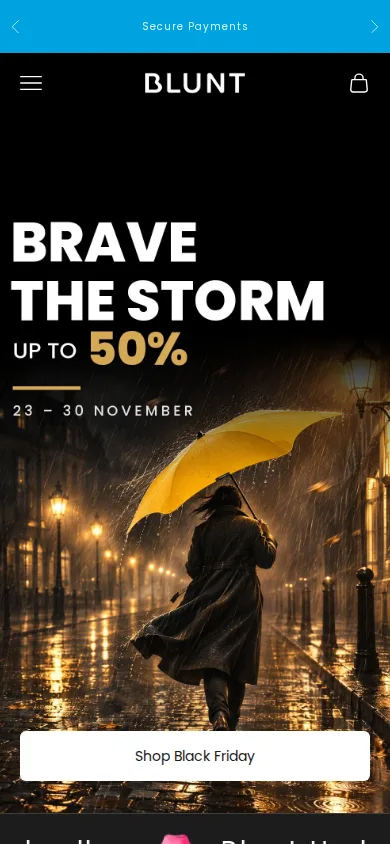 Secure Payments
BLUNT
BRAVE
THE STORM
UP TO 50%
23 – 30 NOVEMBER
Shop Black Friday